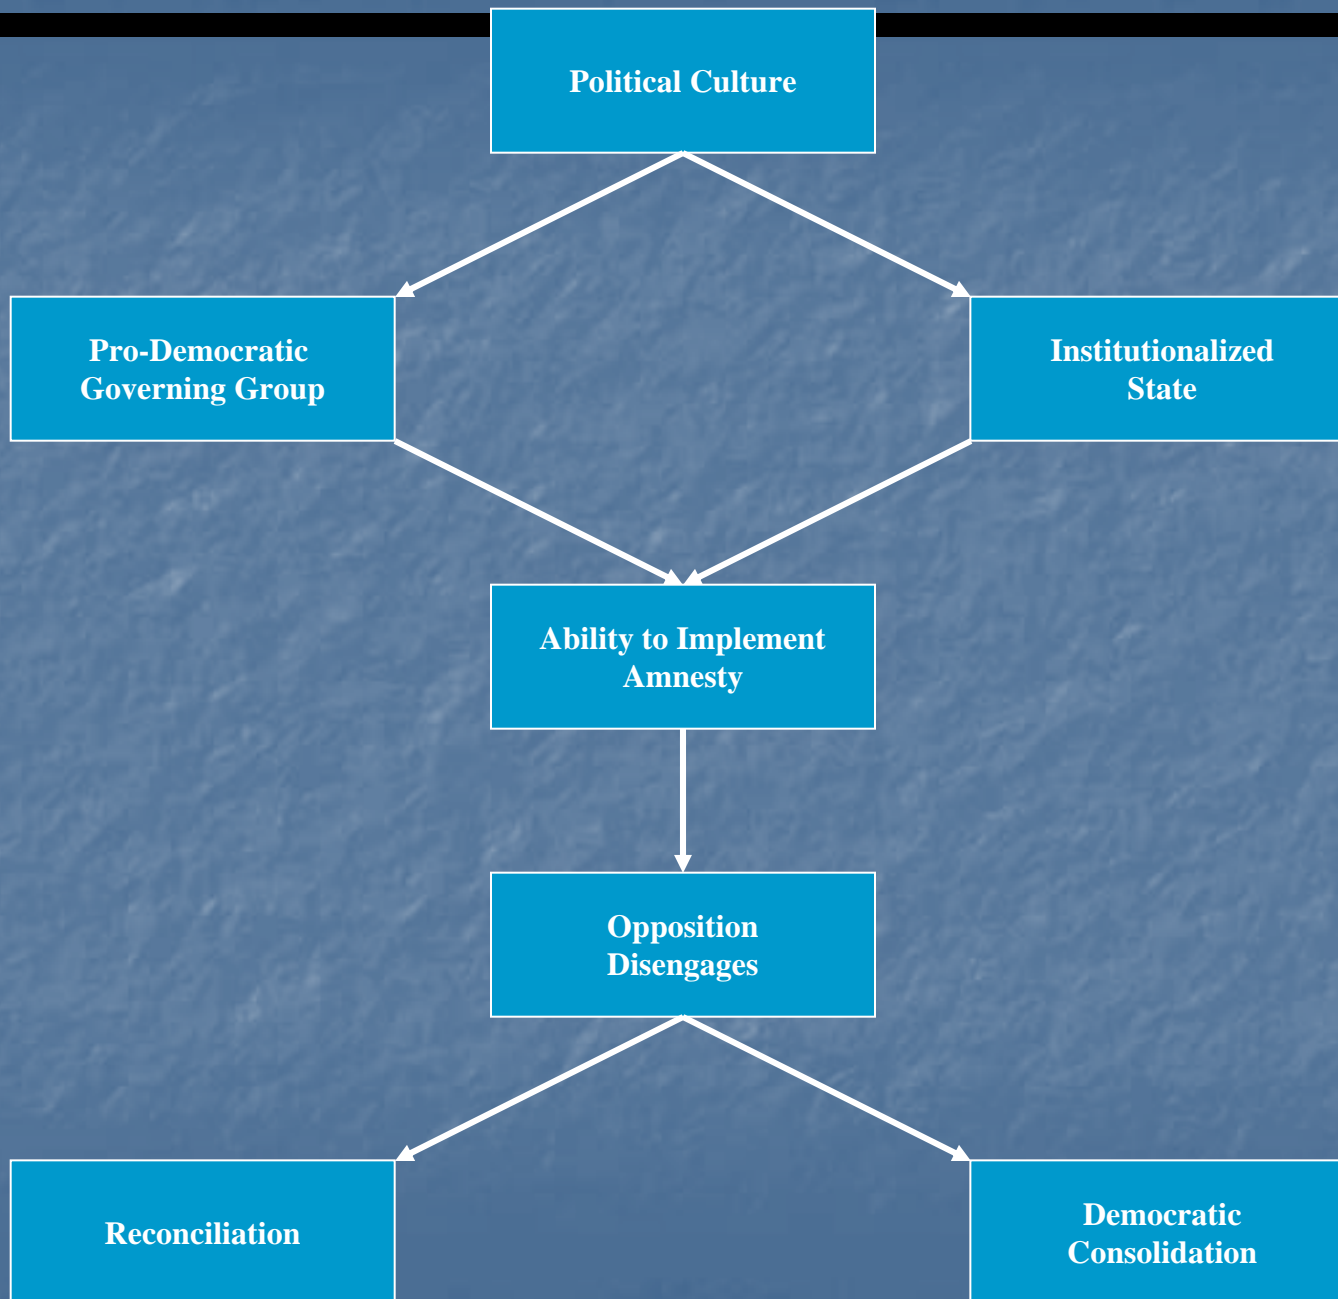 Political Culture
Pro-Democratic
Governing Group
Institutionalized
State
Ability to Implement
Amnesty
Opposition
Disengages
Reconciliation
Democratic
Consolidation